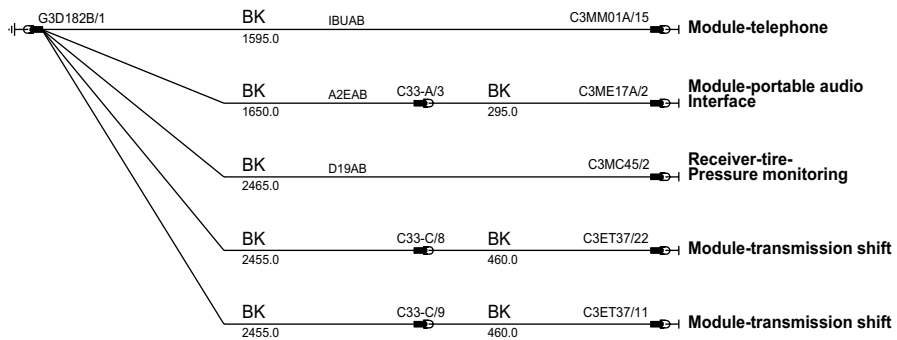 G3D182B/1
BK IBUAB C3MM01A/15 Module-telephone
1595.0
BK A2EAB C33-A/3 BK C3ME17A/2 Module-portable audio
Interface
1650.0 295.0
BK D19AB C3MC45/2 Receiver-tire-
Pressure monitoring
2465.0
BK C33-C/8 BK C3ET37/22 Module-transmission shift
2455.0 460.0
BK C33-C/9 BK C3ET37/11 Module-transmission shift
2455.0 460.0